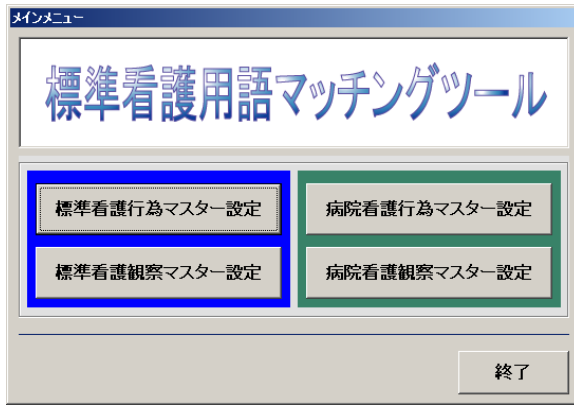 メインメニュー
標準看護用語マッチングツール
標準看護行為マスター設定
病院看護行為マスター設定
標準看護観察マスター設定
病院看護観察マスター設定
終了